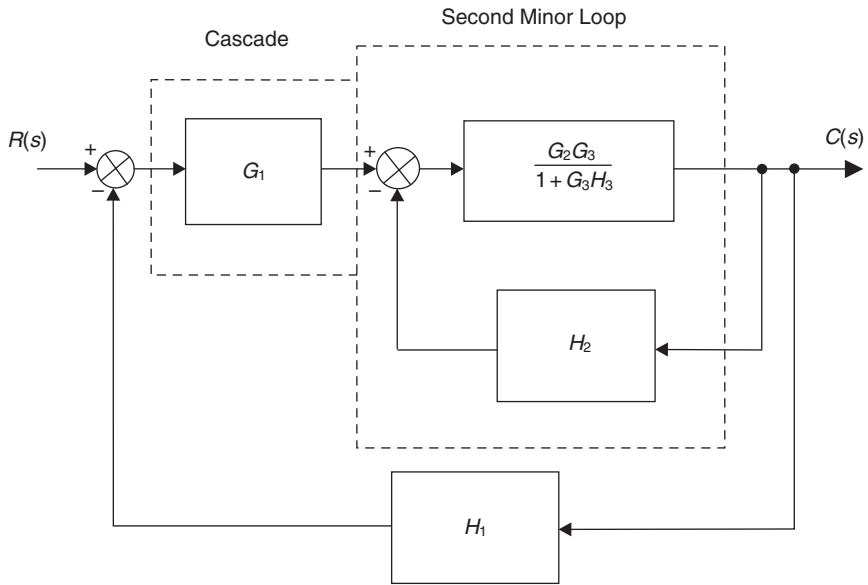 Second Minor Loop
Cascade
R(s)
+
−
G₁
+
−
G₂G₃
1 + G₃H₃
C(s)
H₂
H₁